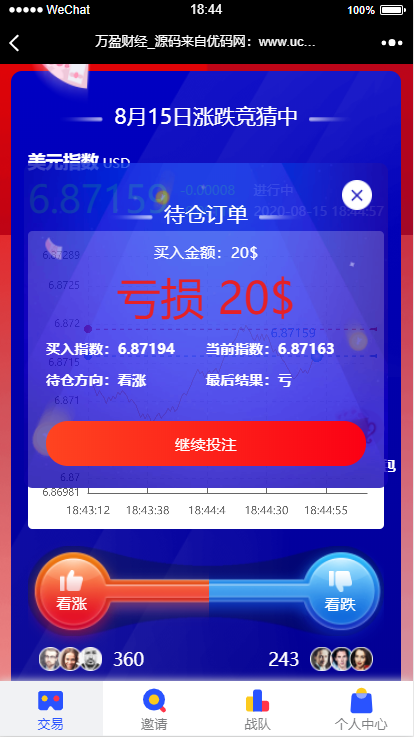 WeChat
18:44
100%
万盈财经_源码来自优码网：www.uc...
8月15日涨跌竞猜中
美元指数 USD
6.87159
-0.00008
进行中
2020-08-15 18:44:57
待仓订单
6.87289
买入金额：20$
6.8725
亏损 20$
6.872
6.87159
买入指数：6.87194
当前指数：6.87163
6.8715
待仓方向：看涨
最后结果：亏
继续投注
包
6.87
6.86981
18:43:12
18:43:38
18:44:4
18:44:30
18:44:55
看涨
看跌
360
243
交易
邀请
战队
个人中心